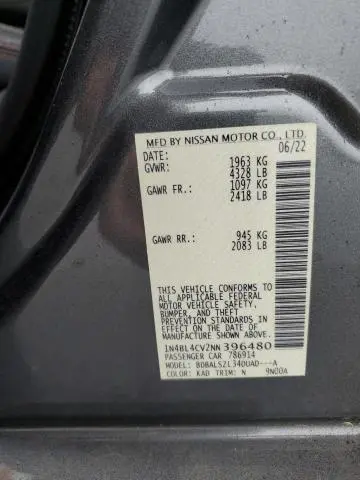 MFD BY NISSAN MOTOR CO., LTD.
DATE: 06/22
GVWR: 1963 KG
4328 LB
GAWR FR: 1097 KG
2418 LB
GAWR RR: 945 KG
2083 LB
THIS VEHICLE CONFORMS TO
ALL APPLICABLE FEDERAL
MOTOR VEHICLE SAFETY,
BUMPER, AND THEFT
PREVENTION STANDARDS IN
EFFECT ON THE DATE OF
MANUFACTURE SHOWN ABOVE.
1N4BL4CV2NN396480
PASSENGER CAR 786914
MODEL: BDBALSZL34DUAD---A
COLOR: KAD TRIM: N 9N00A